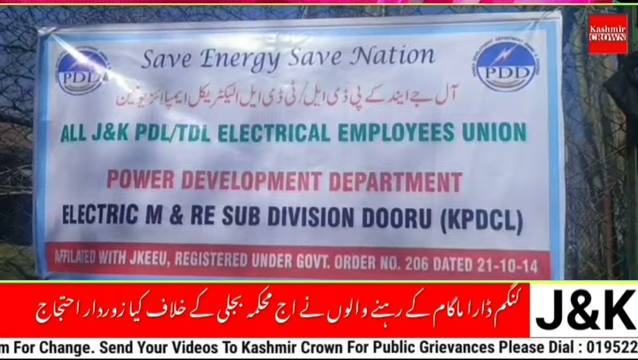 Kashmir
CROWN
Save Energy Save Nation
PDD
PDD
آل جے اینڈ کے پی ڈی ایل/ٹی ڈی ایل الیکٹریکل ایمپلائز یونین
ALL J&K PDL/TDL ELECTRICAL EMPLOYEES UNION
POWER DEVELOPMENT DEPARTMENT
ELECTRIC M & RE SUB DIVISION DOORU (KPDCL)
AFFILATED WITH JKEEU, REGISTERED UNDER GOVT. ORDER NO. 206 DATED 21-10-14
لنگم ڈارا ماگام کے رہنے والوں نے اج محکمہ بجلی کے خلاف کیا زوردار احتجاج
J&K
m For Change. Send Your Videos To Kashmir Crown For Public Grievances Please Dial : 019522